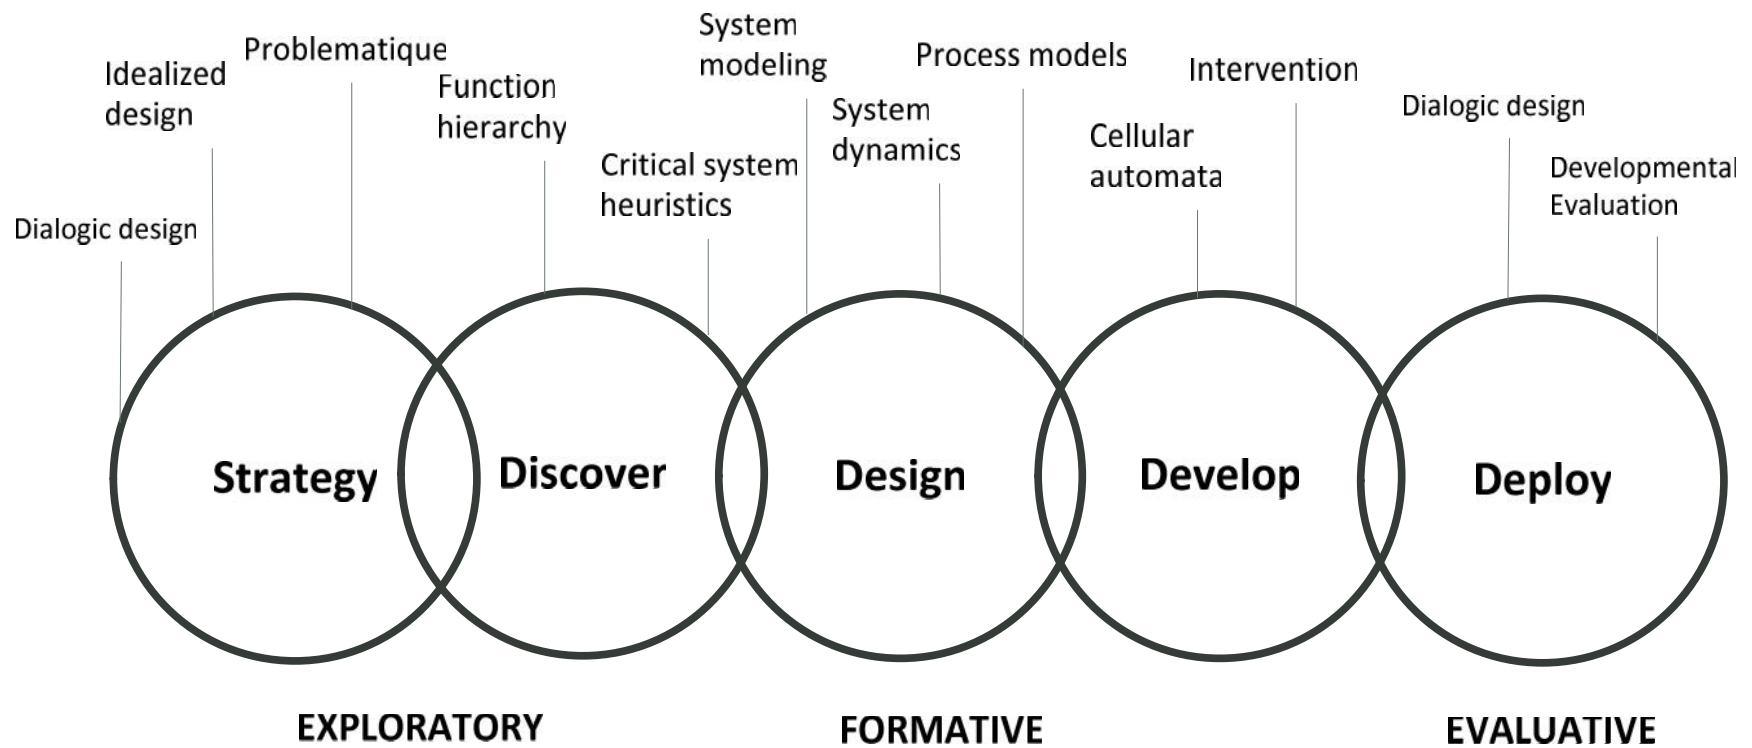 Dialogic design
Idealized
design
Problematique
Function
hierarchy
Critical system
heuristics
System
modeling
System
dynamics
Process models
Cellular
automata
Intervention
Dialogic design
Developmental
Evaluation
Strategy
Discover
Design
Develop
Deploy
EXPLORATORY
FORMATIVE
EVALUATIVE